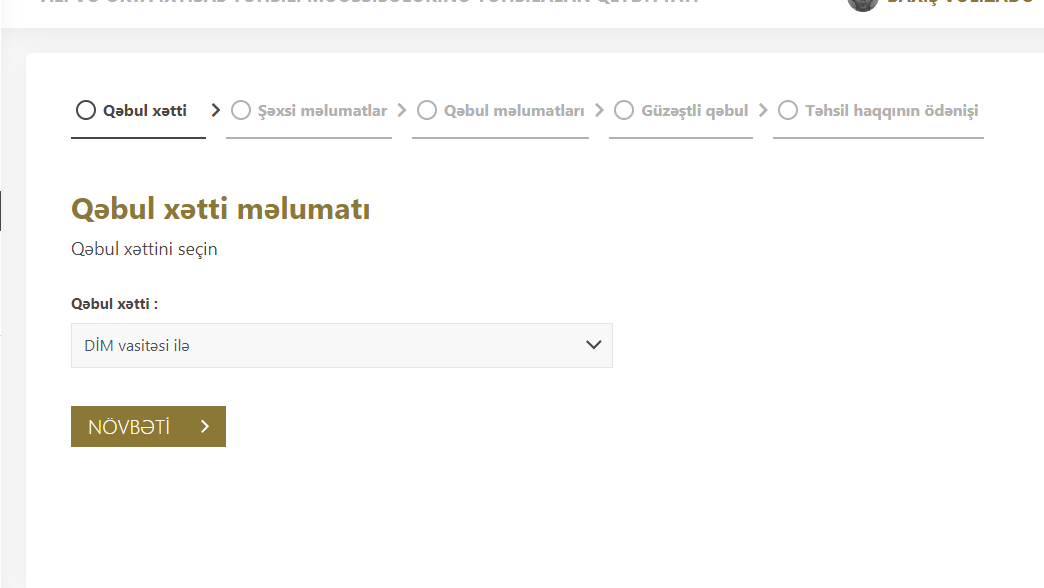 Qəbul xətti
Şəxsi məlumatlar
Qəbul məlumatları
Güzəştli qəbul
Təhsil haqqının ödənişi
Qəbul xətti məlumatı
Qəbul xəttini seçin
Qəbul xətti :
DİM vasitəsi ilə
NÖVBƏTİ